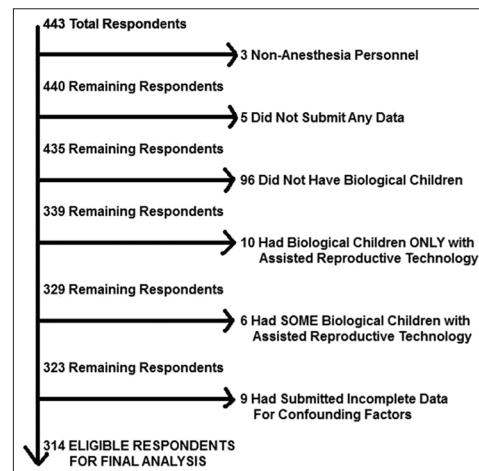 443 Total Respondents
3 Non-Anesthesia Personnel
440 Remaining Respondents
5 Did Not Submit Any Data
435 Remaining Respondents
96 Did Not Have Biological Children
339 Remaining Respondents
10 Had Biological Children ONLY with
Assisted Reproductive Technology
329 Remaining Respondents
6 Had SOME Biological Children with
Assisted Reproductive Technology
323 Remaining Respondents
9 Had Submitted Incomplete Data
For Confounding Factors
314 ELIGIBLE RESPONDENTS
FOR FINAL ANALYSIS